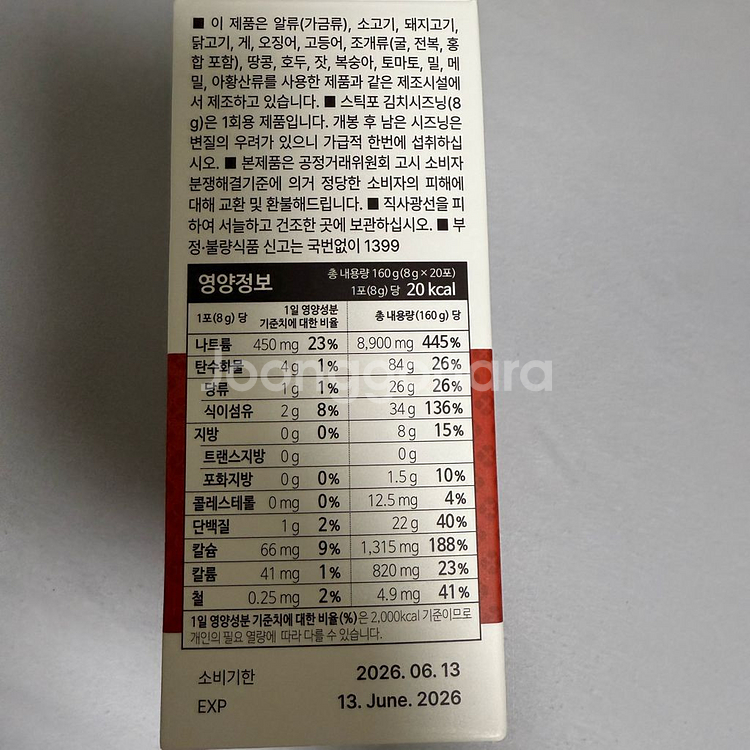 ■ 이 제품은 알류(가금류), 소고기, 돼지고기,
닭고기, 게, 오징어, 고등어, 조개류(굴, 전복, 홍
합 포함), 땅콩, 호두, 잣, 복숭아, 토마토, 밀, 메
밀, 아황산류를 사용한 제품과 같은 제조시설에
서 제조하고 있습니다. ■ 스틱포 김치시즈닝(8
g)은 1회용 제품입니다. 개봉 후 남은 시즈닝은
변질의 우려가 있으니 가급적 한번에 섭취하십
시오. ■ 본제품은 공정거래위원회 고시 소비자
분쟁해결기준에 의거 정당한 소비자의 피해에
대해 교환 및 환불해드립니다. ■ 직사광선을 피
하여 서늘하고 건조한 곳에 보관하십시오. ■ 부
정·불량식품 신고는 국번없이 1399
영양정보 총 내용량 160 g(8 g × 20포)
1포(8 g) 당 20 kcal
1포(8 g) 당 1일 영양성분 기준치에 대한 비율 총 내용량(160 g) 당
나트륨 450 mg 23% 8,900 mg 445%
탄수화물 4 g 1% 84 g 26%
당류 1 g 1% 26 g 26%
식이섬유 2 g 8% 34 g 136%
지방 0 g 0% 8 g 15%
트랜스지방 0 g 0 g
포화지방 0 g 0% 1.5 g 10%
콜레스테롤 0 mg 0% 12.5 mg 4%
단백질 1 g 2% 22 g 40%
칼슘 66 mg 9% 1,315 mg 188%
칼륨 41 mg 1% 820 mg 23%
철 0.25 mg 2% 4.9 mg 41%
1일 영양성분 기준치에 대한 비율(%)은 2,000kcal 기준이므로
개인의 필요 열량에 따라 다를 수 있습니다.
소비기한 2026. 06. 13
EXP 13. June. 2026
Joonggonara